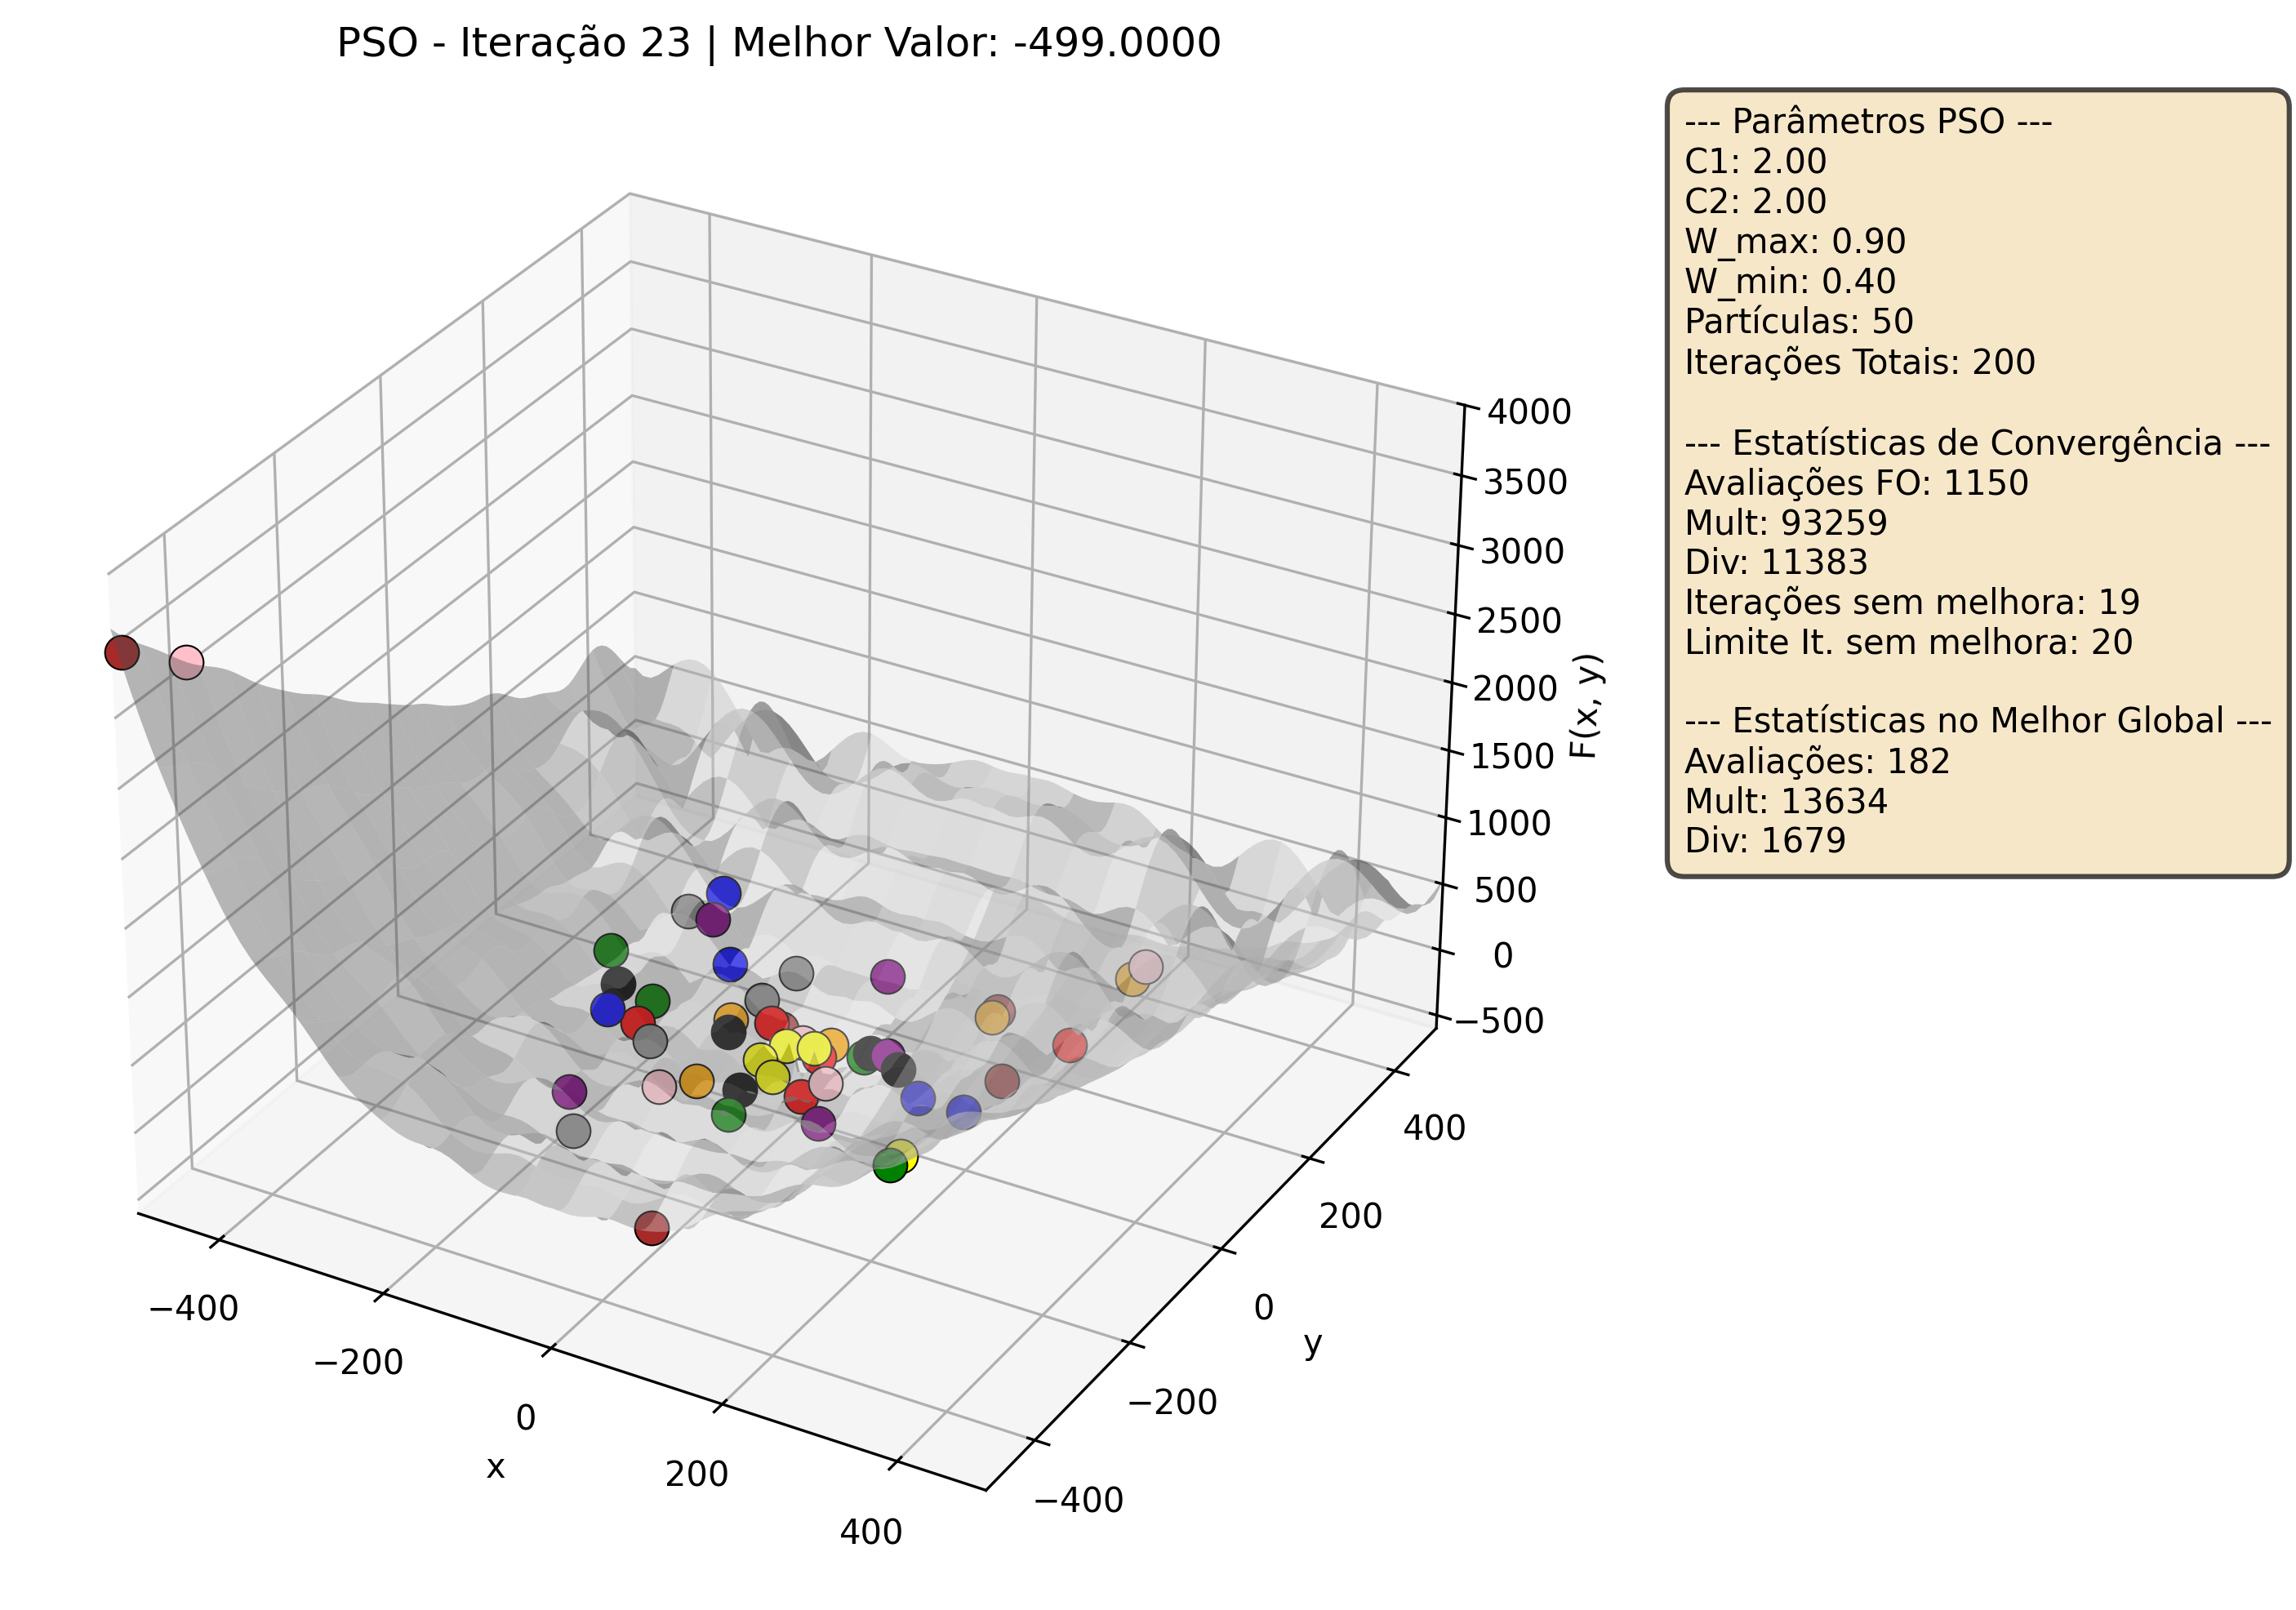 PSO - Iteração 23 | Melhor Valor: -499.0000
--- Parâmetros PSO ---
C1: 2.00
C2: 2.00
W_max: 0.90
W_min: 0.40
Partículas: 50
Iterações Totais: 200
--- Estatísticas de Convergência ---
Avaliações FO: 1150
Mult: 93259
Div: 11383
Iterações sem melhora: 19
Limite It. sem melhora: 20
--- Estatísticas no Melhor Global ---
Avaliações: 182
Mult: 13634
Div: 1679
4000
3500
3000
2500
2000
1500
1000
500
0
−500
F(x, y)
400
200
0
−200
−400
y
−400
−200
0
200
400
x